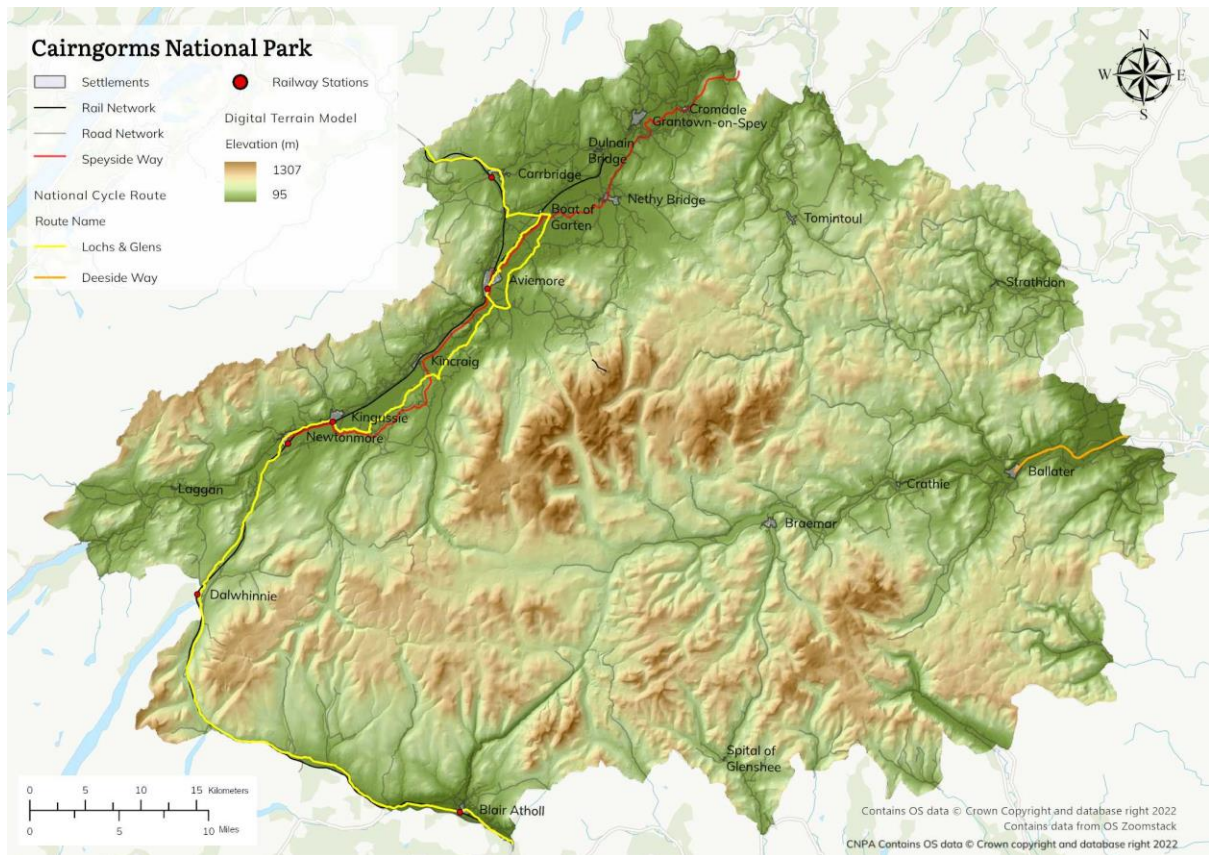 Cairngorms National Park
Settlements
Rail Network
Road Network
Speyside Way
National Cycle Route
Route Name
Lochs & Glens
Deeside Way
Railway Stations
Digital Terrain Model
Elevation (m)
1307
95
N
W E
S
Cromdale
Grantown-on-Spey
Dulnain
Bridge
Carrbridge
Nethy Bridge
Boat of
Garten
Tomintoul
Aviemore
Strathdon
Kincraig
Kingussie
Newtonmore
Laggan
Ballater
Crathie
Braemar
Dalwhinnie
Spital of
Glenshee
Blair Atholl
0 5 10 15 Kilometers
0 5 10 Miles
Contains OS data © Crown Copyright and database right 2022
Contains data from OS Zoomstack
CNPA Contains OS data © Crown copyright and database right 2022